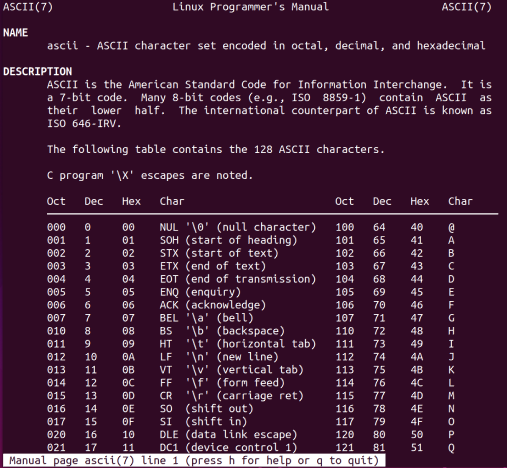 ASCII(7) Linux Programmer's Manual ASCII(7)
NAME
ascii - ASCII character set encoded in octal, decimal, and hexadecimal
DESCRIPTION
ASCII is the American Standard Code for Information Interchange. It is
a 7-bit code. Many 8-bit codes (e.g., ISO 8859-1) contain ASCII as
their lower half. The international counterpart of ASCII is known as
ISO 646-IRV.
The following table contains the 128 ASCII characters.
C program '\X' escapes are noted.
Oct Dec Hex Char Oct Dec Hex Char
000 0 00 NUL '\0' (null character) 100 64 40 @
001 1 01 SOH (start of heading) 101 65 41 A
002 2 02 STX (start of text) 102 66 42 B
003 3 03 ETX (end of text) 103 67 43 C
004 4 04 EOT (end of transmission) 104 68 44 D
005 5 05 ENQ (enquiry) 105 69 45 E
006 6 06 ACK (acknowledge) 106 70 46 F
007 7 07 BEL '\a' (bell) 107 71 47 G
010 8 08 BS '\b' (backspace) 110 72 48 H
011 9 09 HT '\t' (horizontal tab) 111 73 49 I
012 10 0A LF '\n' (new line) 112 74 4A J
013 11 0B VT '\v' (vertical tab) 113 75 4B K
014 12 0C FF '\f' (form feed) 114 76 4C L
015 13 0D CR '\r' (carriage ret) 115 77 4D M
016 14 0E SO (shift out) 116 78 4E N
017 15 0F SI (shift in) 117 79 4F O
020 16 10 DLE (data link escape) 120 80 50 P
021 17 11 DC1 (device control 1) 121 81 51 Q
Manual page ascii(7) line 1 (press h for help or q to quit)